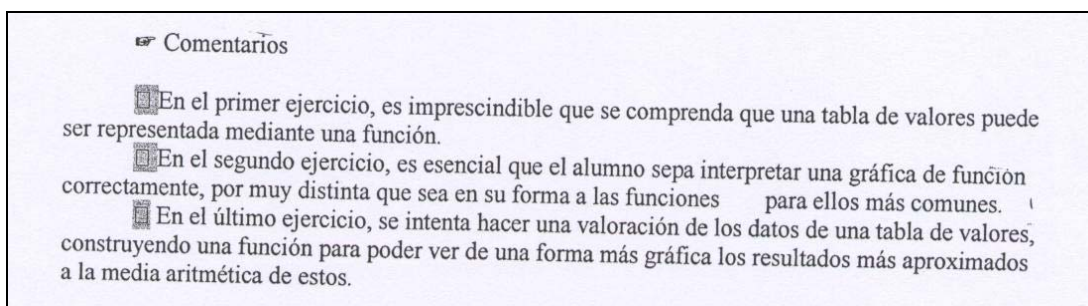 ☞ Comentarios
En el primer ejercicio, es imprescindible que se comprenda que una tabla de valores puede
ser representada mediante una función.
En el segundo ejercicio, es esencial que el alumno sepa interpretar una gráfica de función
correctamente, por muy distinta que sea en su forma a las funciones para ellos más comunes.
En el último ejercicio, se intenta hacer una valoración de los datos de una tabla de valores,
construyendo una función para poder ver de una forma más gráfica los resultados más aproximados
a la media aritmética de estos.